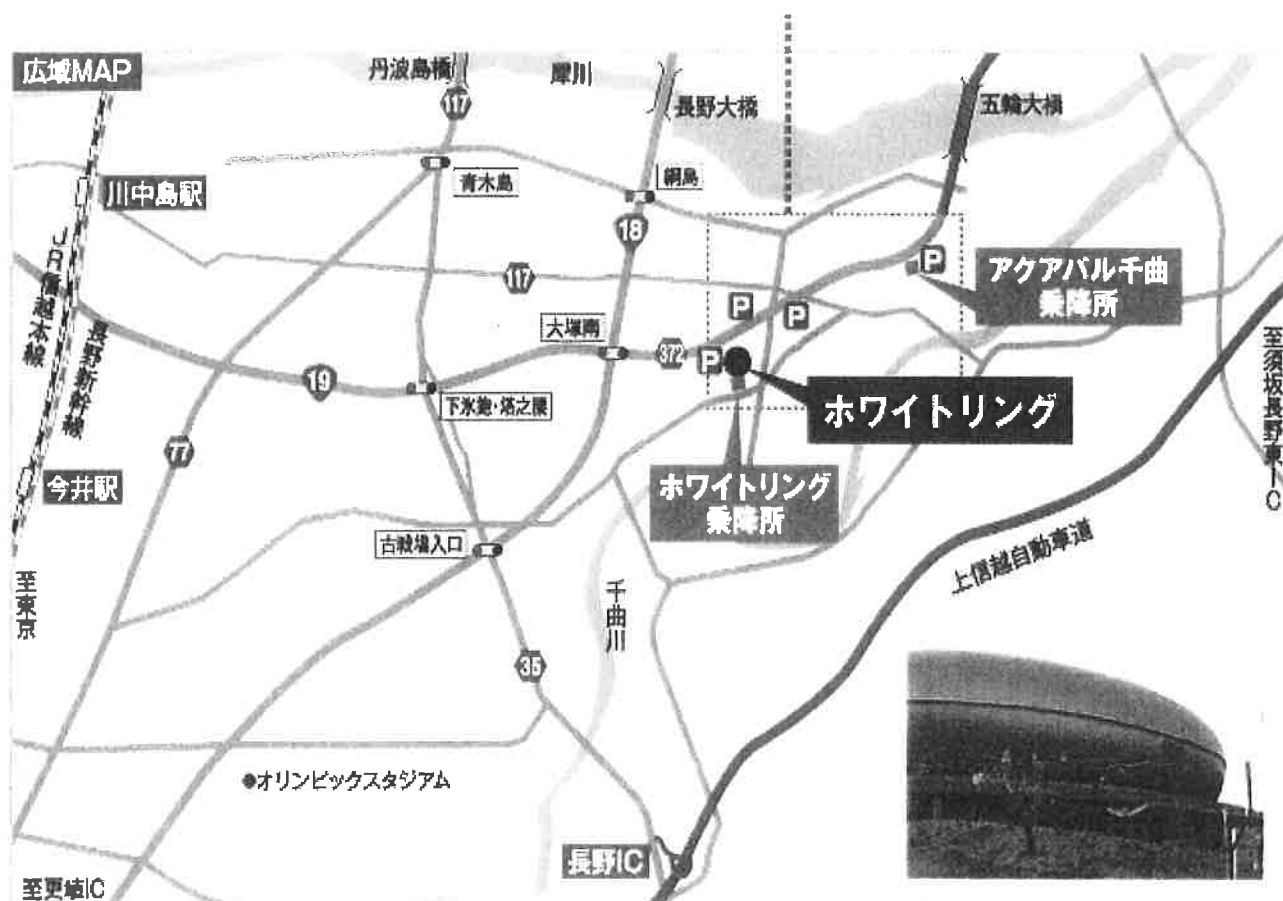 広域MAP
丹波島橋
犀川
長野大橋
五輪大橋
117
川中島駅
青木島
綱島
18
JR信越本線
長野新幹線
117
P
アクアパル千曲
乗降所
P
P
大塚南
372
P
至須坂長野東IC
19
下氷鉋・塔之腰
ホワイトリング
77
今井駅
ホワイトリング
乗降所
古戦場入口
上信越自動車道
至東京
千曲川
35
●オリンピックスタジアム
長野IC
至更埴IC